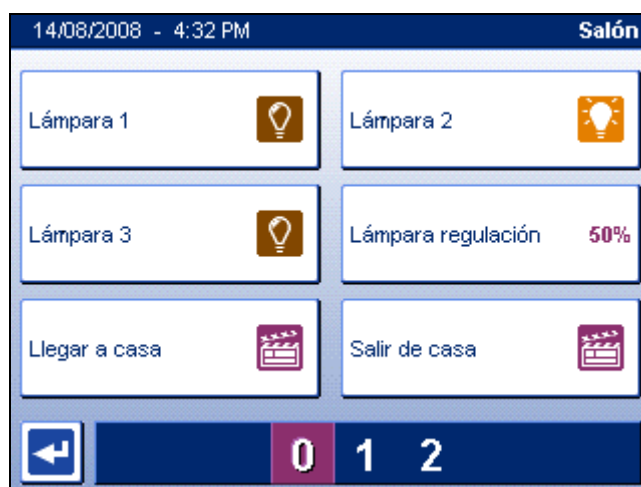 14/08/2008 - 4:32 PM Salón
Lámpara 1 Lámpara 2
Lámpara 3 Lámpara regulación 50%
Llegar a casa Salir de casa
0 1 2